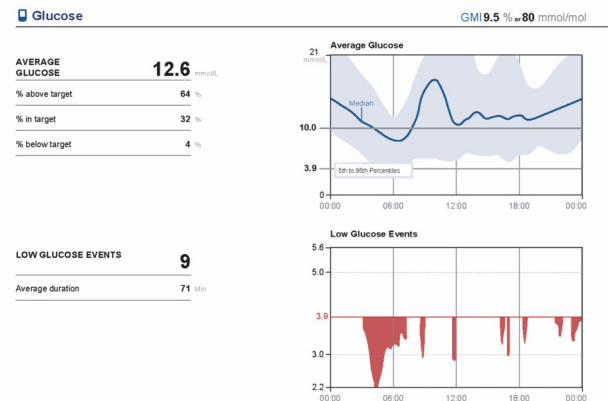 Glucose
GMI 9.5 % or 80 mmol/mol
AVERAGE
GLUCOSE
12.6 mmol/L
% above target 64 %
% in target 32 %
% below target 4 %
Average Glucose
21
mmol/L
Median
10.0
3.9
5th to 95th Percentiles
0
00:00 06:00 12:00 18:00 00:00
LOW GLUCOSE EVENTS 9
Average duration 71 Min
Low Glucose Events
5.6
5.0
3.9
3.0
2.2
00:00 06:00 12:00 18:00 00:00